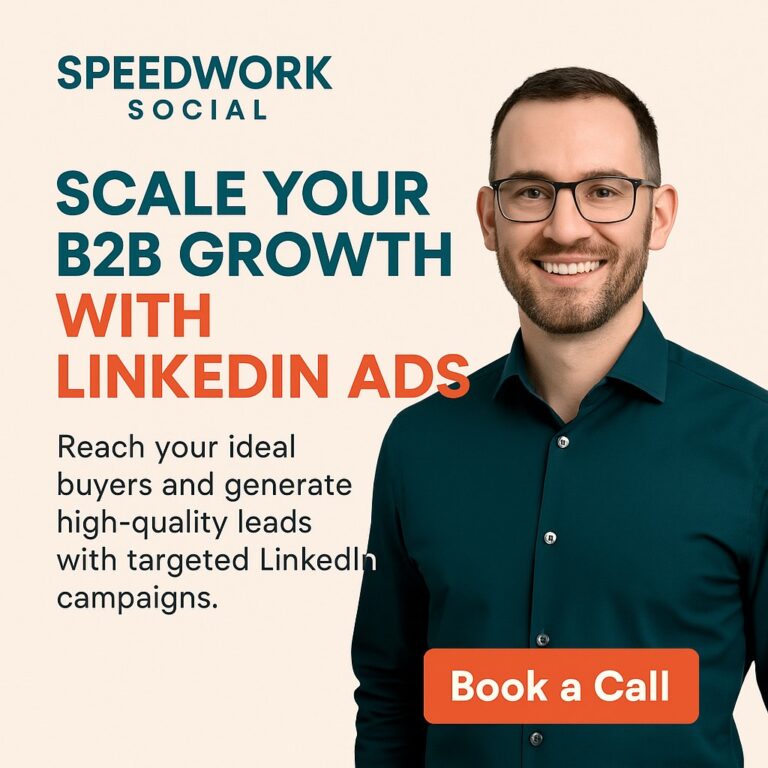 SPEEDWORK
SOCIAL
SCALE YOUR
B2B GROWTH
WITH
LINKEDIN ADS
Reach your ideal
buyers and generate
high-quality leads
with targeted LinkedIn
campaigns.
Book a Call